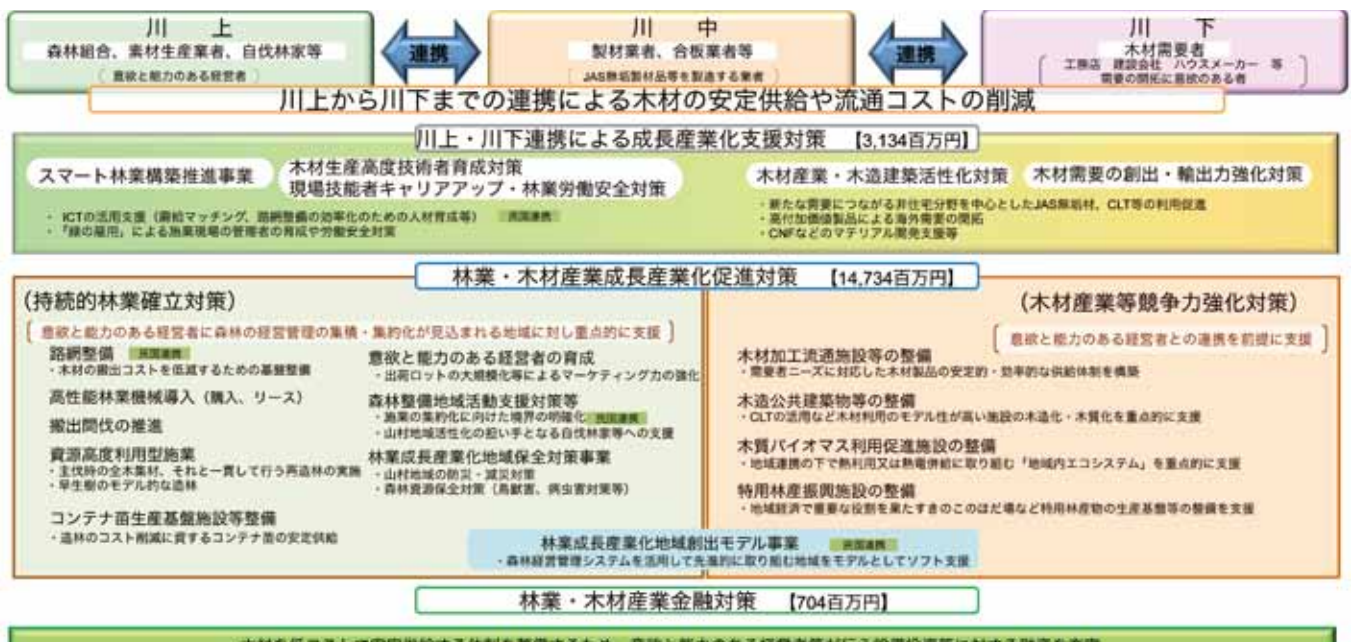 川　上
森林組合、素材生産業者、自伐林家等
（ 意欲と能力のある経営者 ）
連携
川　中
製材業者、合板業者等
（ JAS無垢製材品等を製造する業者 ）
連携
川　下
木材需要者
工務店　建設会社　ハウスメーカー　等
需要の開拓に意欲のある者
川上から川下までの連携による木材の安定供給や流通コストの削減
川上・川下連携による成長産業化支援対策　【3,134百万円】
スマート林業構築推進事業
木材生産高度技術者育成対策
現場技能者キャリアアップ・林業労働安全対策
・ ICTの活用支援（需給マッチング、路網整備の効率化のための人材育成等）　民国連携
・ 「緑の雇用」による施業現場の管理者の育成や労働安全対策
木材産業・木造建築活性化対策
木材需要の創出・輸出力強化対策
・新たな需要につながる非住宅分野を中心としたJAS無垢材、CLT等の利用促進
・高付加価値製品による海外需要の開拓
・CNFなどのマテリアル開発支援等
林業・木材産業成長産業化促進対策　【14,734百万円】
（持続的林業確立対策）
意欲と能力のある経営者に森林の経営管理の集積・集約化が見込まれる地域に対し重点的に支援
路網整備　民国連携
・木材の搬出コストを低減するための基盤整備
高性能林業機械導入（購入、リース）
搬出間伐の推進
資源高度利用型施業
・主伐時の全木集材、それと一貫して行う再造林の実施
・早生樹のモデル的な造林
コンテナ苗生産基盤施設等整備
・造林のコスト削減に資するコンテナ苗の安定供給
意欲と能力のある経営者の育成
・出荷ロットの大規模化等によるマーケティング力の強化
森林整備地域活動支援対策等
・施業の集約化に向けた境界の明確化　民国連携
・山村地域活性化の担い手となる自伐林家等への支援
林業成長産業化地域保全対策事業
・山村地域の防災・減災対策
・森林資源保全対策（鳥獣害、病虫害対策等）
（木材産業等競争力強化対策）
意欲と能力のある経営者との連携を前提に支援
木材加工流通施設等の整備
・需要者ニーズに対応した木材製品の安定的・効率的な供給体制を構築
木造公共建築物等の整備
・CLTの活用など木材利用のモデル性が高い施設の木造化・木質化を重点的に支援
木質バイオマス利用促進施設の整備
・地域連携の下で熱利用又は熱電併給に取り組む「地域内エコシステム」を重点的に支援
特用林産振興施設の整備
・地域経済で重要な役割を果たすきのこのほだ場など特用林産物の生産基盤等の整備を支援
林業成長産業化地域創出モデル事業　民国連携
・森林経営管理システムを活用して先進的に取り組む地域をモデルとしてソフト支援
林業・木材産業金融対策　【704百万円】